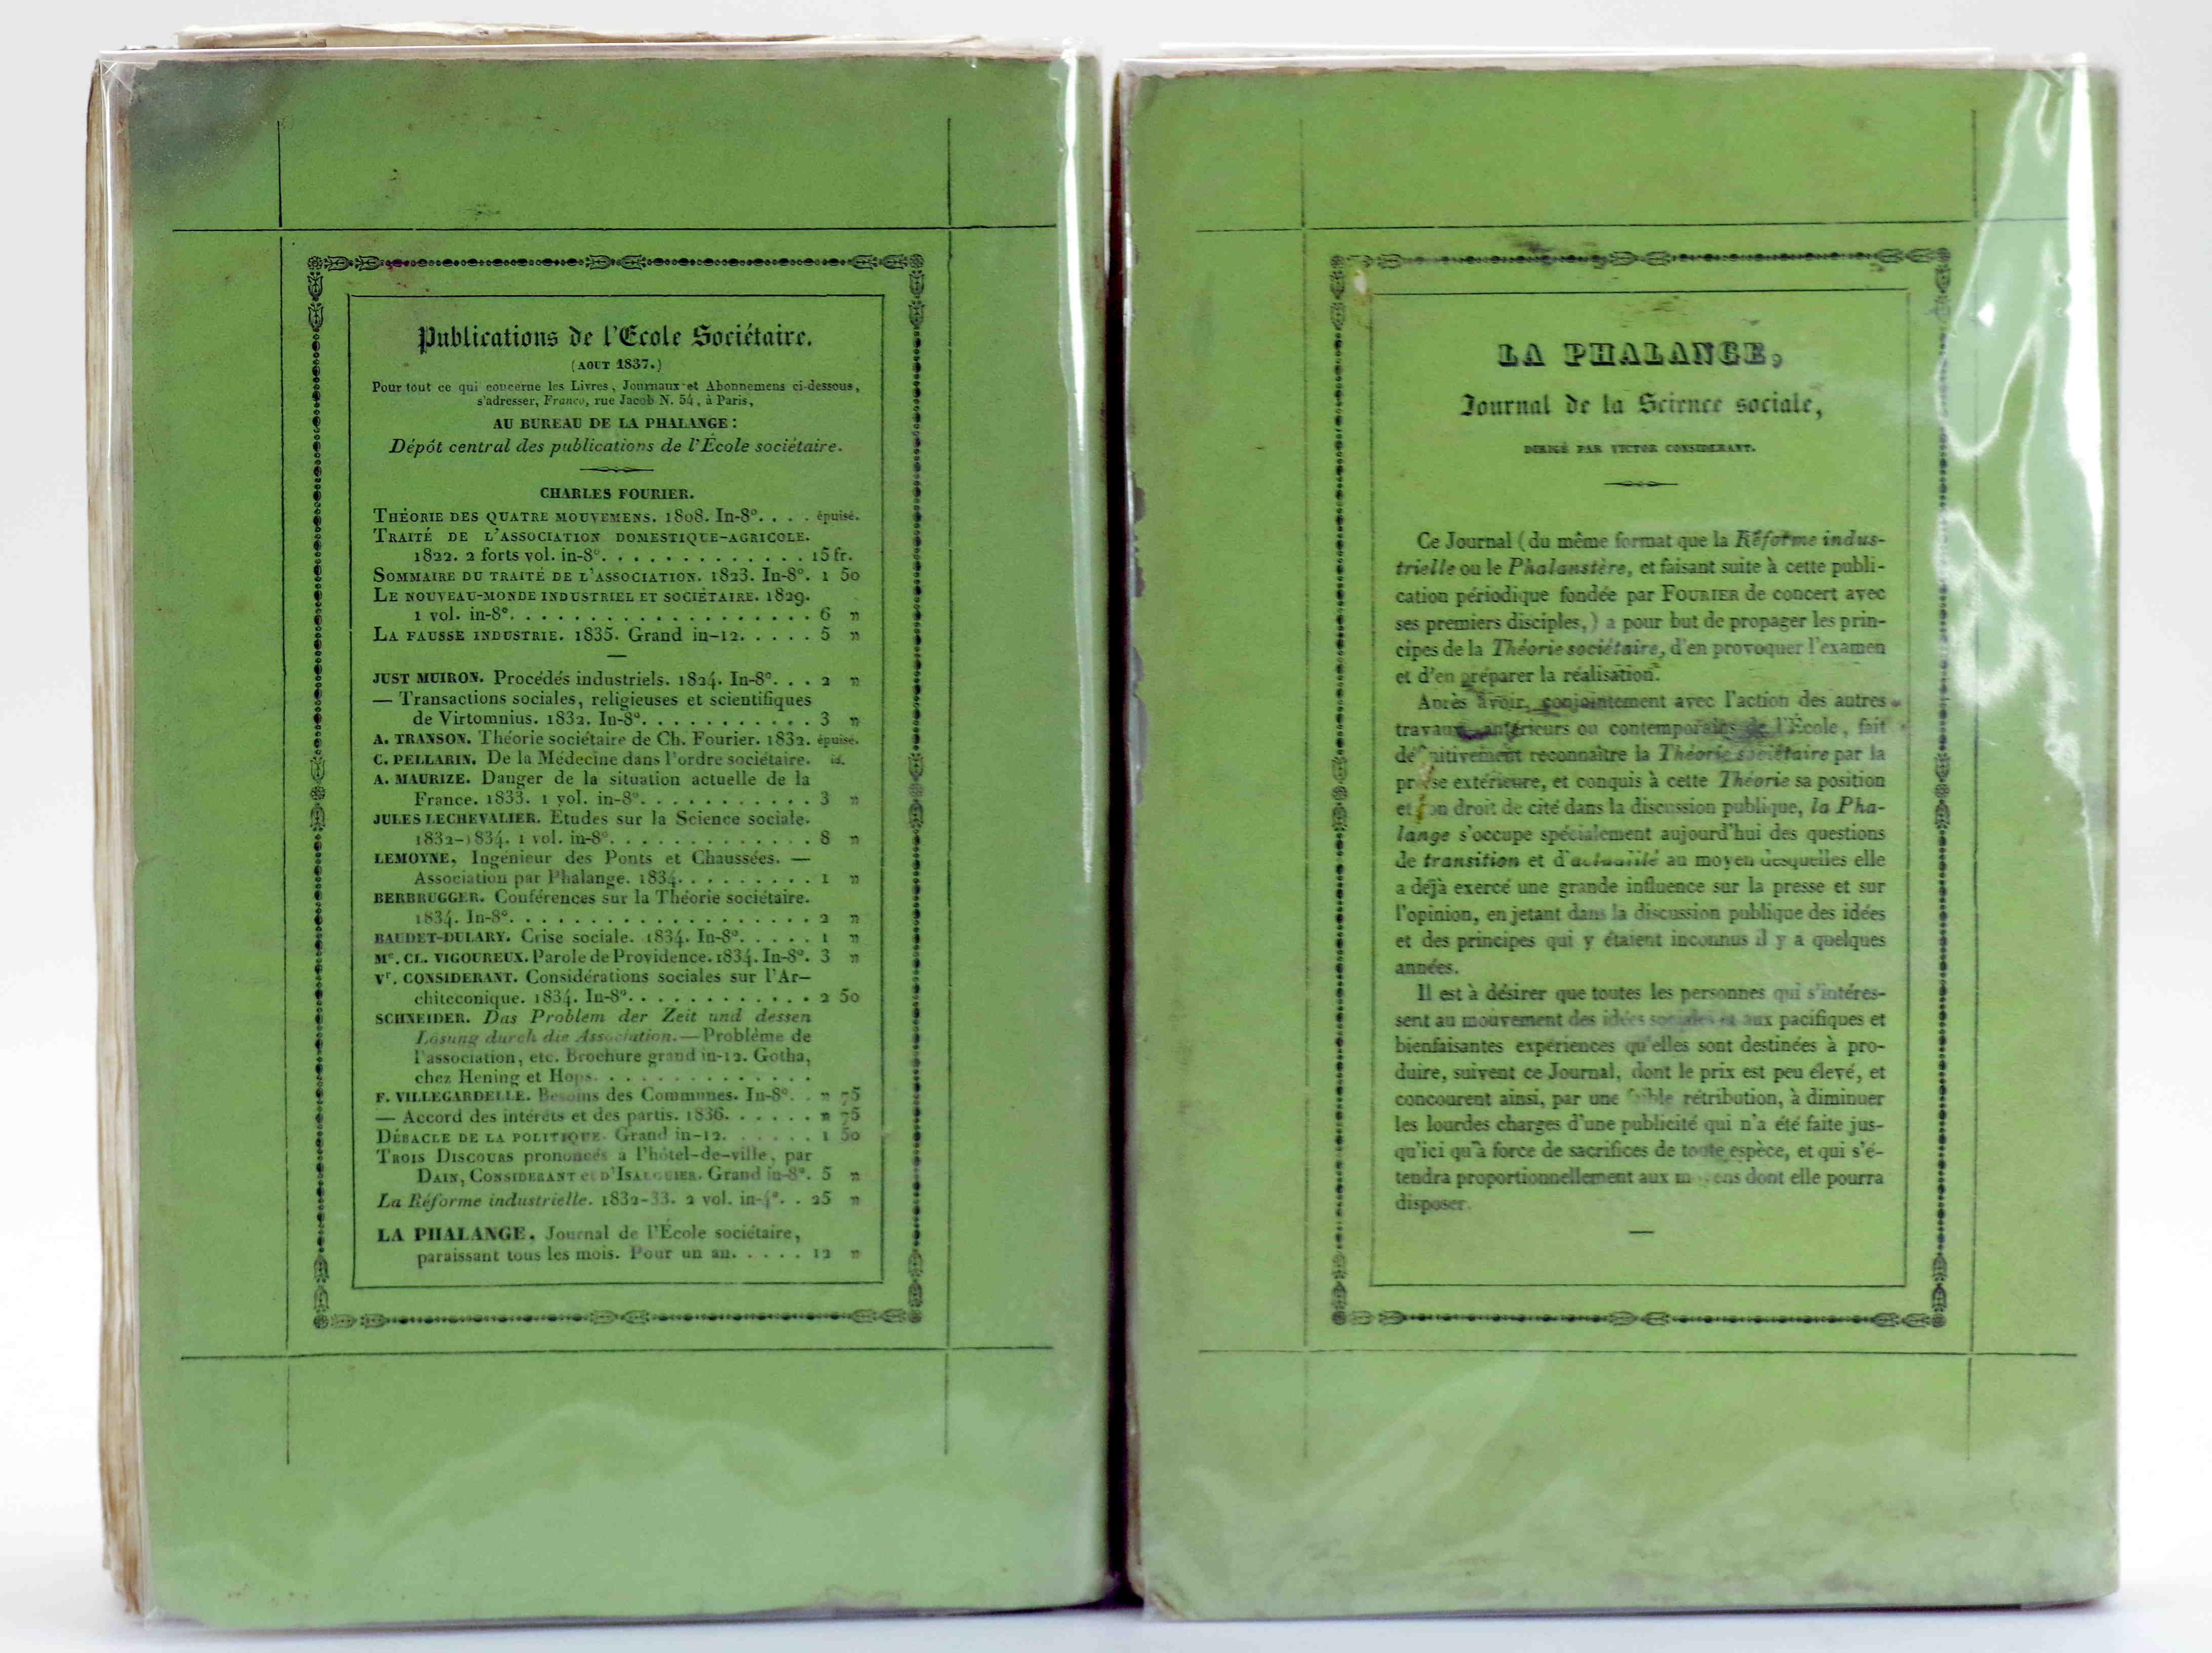 Publications de l'Ecole Sociétaire.
(AOUT 1837.)
Pour tout ce qui concerne les Livres, Journaux et Abonnemens ci-dessous,
s'adresser, Franco, rue Jacob N. 54, à Paris,
AU BUREAU DE LA PHALANGE:
Dépôt central des publications de l'École sociétaire.
CHARLES FOURIER.
THÉORIE DES QUATRE MOUVEMENS. 1808. In-8°. . . . épuisé.
TRAITÉ DE L'ASSOCIATION DOMESTIQUE-AGRICOLE.
1822. 2 forts vol. in-8°. . . . . . . . . . . . . 15 fr.
SOMMAIRE DU TRAITÉ DE L'ASSOCIATION. 1823. In-8°. 1 50
LE NOUVEAU-MONDE INDUSTRIEL ET SOCIÉTAIRE. 1829.
1 vol. in-8°. . . . . . . . . . . . . . . . . . 6 »
LA FAUSSE INDUSTRIE. 1835. Grand in-12. . . . . 5 »
—
JUST MUIRON. Procédés industriels. 1824. In-8°. . . 2 »
— Transactions sociales, religieuses et scientifiques
de Virtomnius. 1832. In-8°. . . . . . . . . . . 3 »
A. TRANSON. Théorie sociétaire de Ch. Fourier. 1832. épuisé.
C. PELLARIN. De la Médecine dans l'ordre sociétaire. id.
A. MAURIZE. Danger de la situation actuelle de la
France. 1833. 1 vol. in-8°. . . . . . . . . . . 3 »
JULES LECHEVALIER. Études sur la Science sociale.
1832-1834. 1 vol. in-8°. . . . . . . . . . . . 8 »
LEMOYNE, Ingénieur des Ponts et Chaussées. —
Association par Phalange. 1834. . . . . . . . . 1 »
BERBRUGGER. Conférences sur la Théorie sociétaire.
1834. In-8°. . . . . . . . . . . . . . . . . . 2 »
BAUDET-DULARY. Crise sociale. 1834. In-8°. . . . . 1 »
Me. CL. VIGOUREUX. Parole de Providence. 1834. In-8°. 3 »
Vr. CONSIDERANT. Considérations sociales sur l'Ar-
chiteconique. 1834. In-8°. . . . . . . . . . . . 2 50
SCHNEIDER. Das Problem der Zeit und dessen
Lösung durch die Association. — Problème de
l'association, etc. Brochure grand in-12. Gotha,
chez Hening et Hops. . . . . . . . . . . .
F. VILLEGARDELLE. Besoins des Communes. In-8°. . » 75
— Accord des intérêts et des partis. 1836. . . . . . » 75
DÉBACLE DE LA POLITIQUE. Grand in-12. . . . . . 1 50
TROIS DISCOURS prononcés à l'hôtel-de-ville, par
DAIN, CONSIDERANT et D'ISALGUIER. Grand in-8°. 5 »
La Réforme industrielle. 1832-33. 2 vol. in-4°. . 25 »
LA PHALANGE. Journal de l'École sociétaire,
paraissant tous les mois. Pour un an. . . . . 12 »
LA PHALANGE,
Journal de la Science sociale,
DIRIGÉ PAR VICTOR CONSIDERANT.
Ce Journal (du même format que la Réforme indus-
trielle ou le Phalanstère, et faisant suite à cette publi-
cation périodique fondée par FOURIER de concert avec
ses premiers disciples,) a pour but de propager les prin-
cipes de la Théorie sociétaire, d'en provoquer l'examen
et d'en préparer la réalisation.
Après avoir, conjointement avec l'action des autres
travaux antérieurs ou contemporains de l'École, fait
définitivement reconnaître la Théorie sociétaire par la
presse extérieure, et conquis à cette Théorie sa position
et son droit de cité dans la discussion publique, la Pha-
lange s'occupe spécialement aujourd'hui des questions
de transition et d'actualité au moyen desquelles elle
a déjà exercé une grande influence sur la presse et sur
l'opinion, en jetant dans la discussion publique des idées
et des principes qui y étaient inconnus il y a quelques
années.
Il est à désirer que toutes les personnes qui s'intéres-
sent au mouvement des idées sociales et aux pacifiques et
bienfaisantes expériences qu'elles sont destinées à pro-
duire, suivent ce Journal, dont le prix est peu élevé, et
concourent ainsi, par une faible rétribution, à diminuer
les lourdes charges d'une publicité qui n'a été faite jus-
qu'ici qu'à force de sacrifices de toute espèce, et qui s'é-
tendra proportionnellement aux moyens dont elle pourra
disposer.